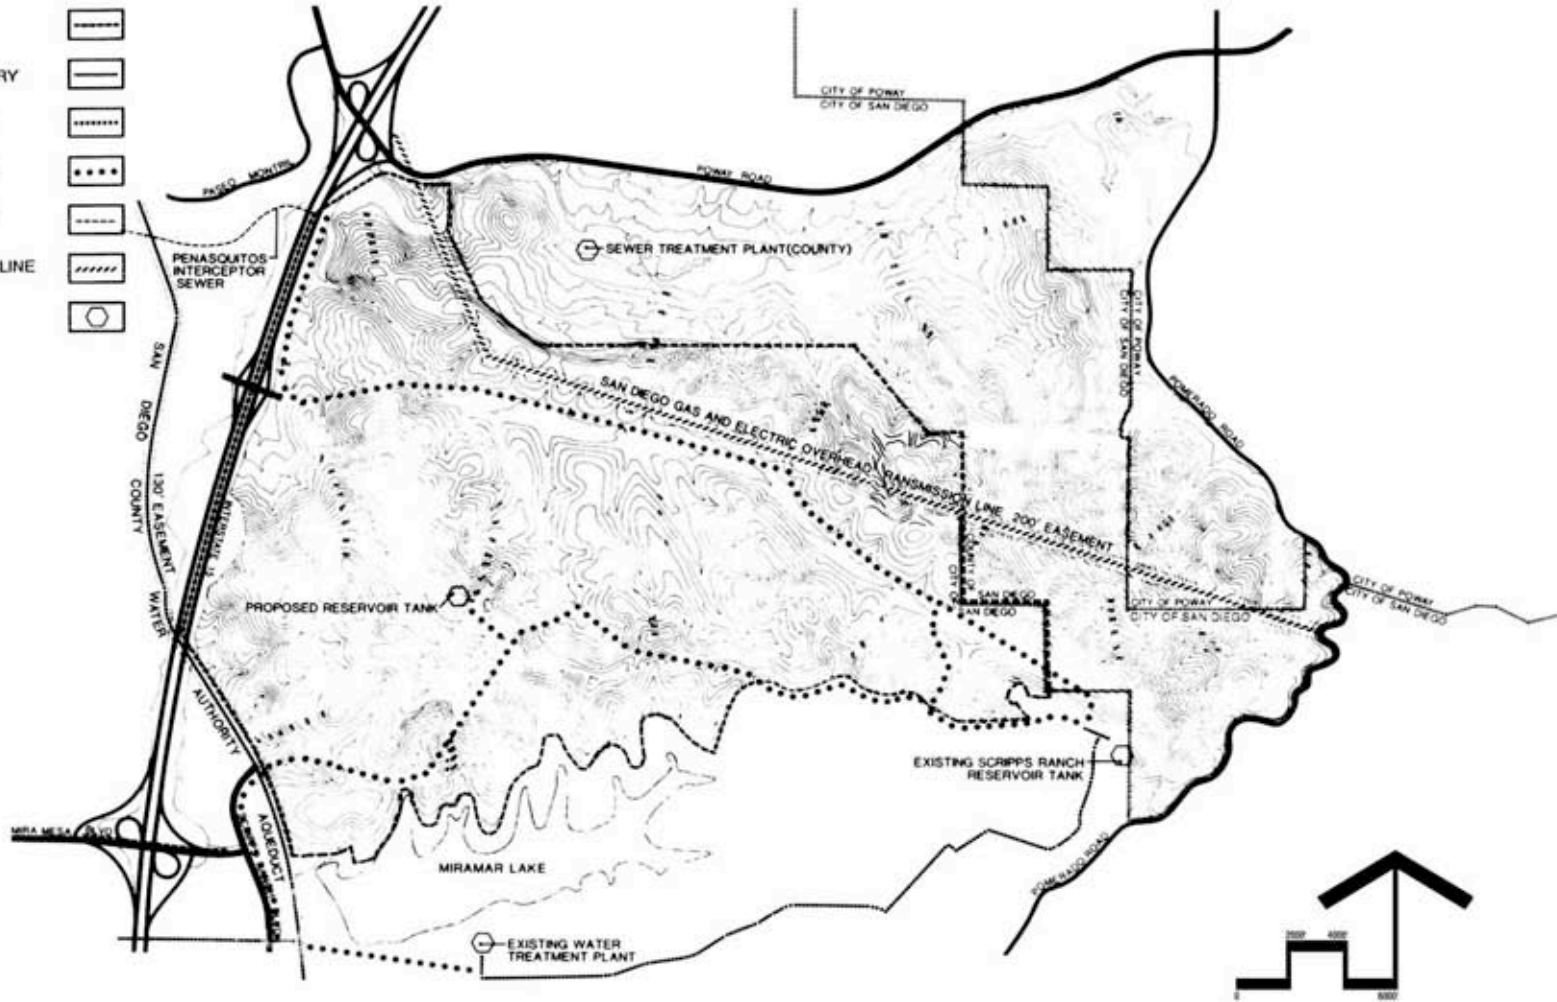 RY
LINE
CITY OF POWAY
CITY OF SAN DIEGO
PASEO MONTRIL
POWAY ROAD
PENASQUITOS
INTERCEPTOR
SEWER
SEWER TREATMENT PLANT(COUNTY)
CITY OF POWAY
CITY OF SAN DIEGO
SAN DIEGO COUNTY WATER AUTHORITY
130' EASEMENT
AQUEDUCT
INTERSTATE 15
SAN DIEGO GAS AND ELECTRIC OVERHEAD TRANSMISSION LINE 200' EASEMENT
POMERADO ROAD
PROPOSED RESERVOIR TANK
COUNTY OF SAN DIEGO
CITY OF SAN DIEGO
CITY OF POWAY
CITY OF SAN DIEGO
CITY OF POWAY
CITY OF SAN DIEGO
EXISTING SCRIPPS RANCH
RESERVOIR TANK
MIRA MESA BLVD
MIRAMAR LAKE
POMERADO ROAD
EXISTING WATER
TREATMENT PLANT
2000' 4000'
0 6000'